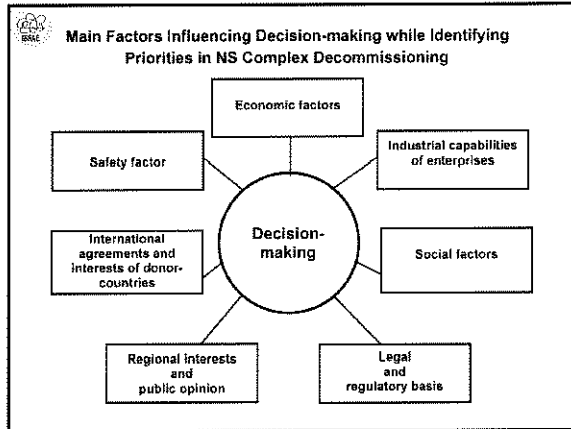 Main Factors Influencing Decision-making while Identifying
Priorities in NS Complex Decommissioning
Economic factors
Safety factor
Industrial capabilities
of enterprises
International
agreements and
interests of donor-
countries
Decision-
making
Social factors
Regional interests
and
public opinion
Legal
and
regulatory basis